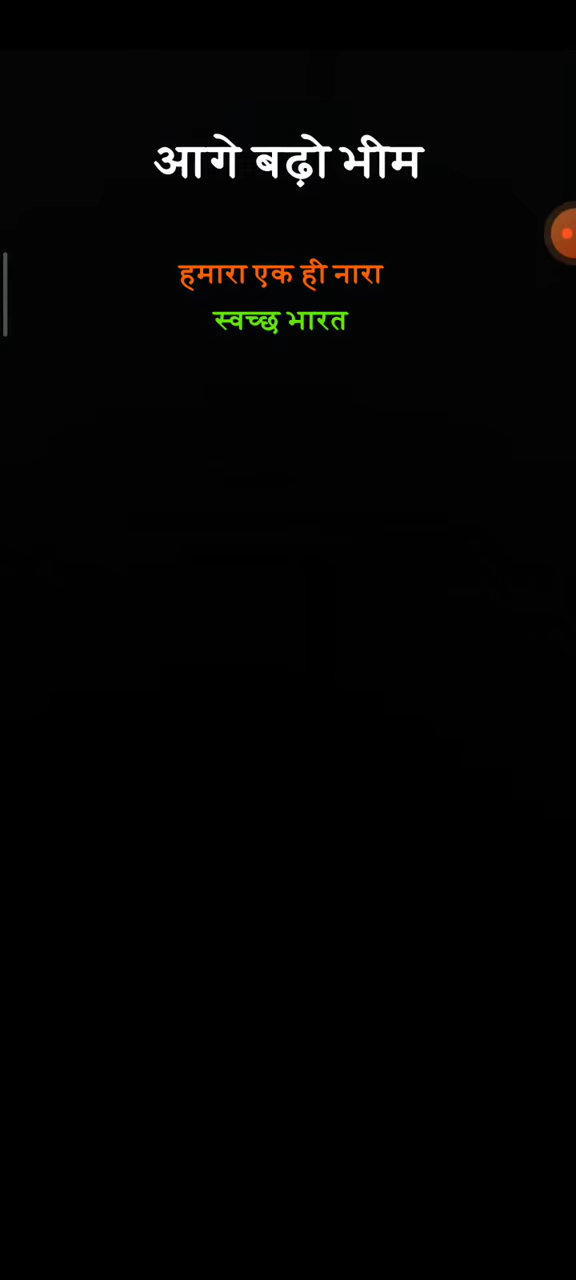 आगे बढ़ो भीम
हमारा एक ही नारा
स्वच्छ भारत